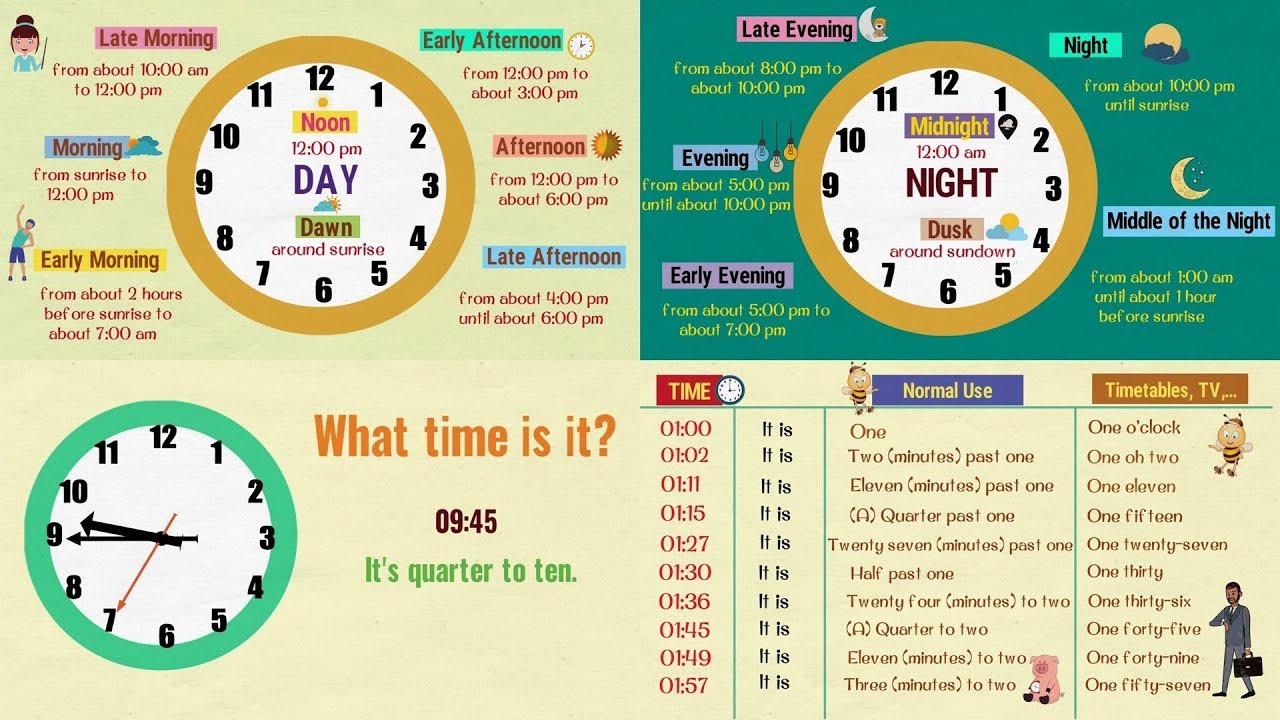 Late Morning
from about 10:00 am
to 12:00 pm
Morning
from sunrise to
12:00 pm
Early Morning
from about 2 hours
before sunrise to
about 7:00 am
12
1
2
3
4
5
6
7
8
9
10
11
Noon
12:00 pm
DAY
Dawn
around sunrise
Early Afternoon
from 12:00 pm to
about 3:00 pm
Afternoon
from 12:00 pm to
about 6:00 pm
Late Afternoon
from about 4:00 pm
until about 6:00 pm
Late Evening
from about 8:00 pm to
about 10:00 pm
Evening
from about 5:00 pm
until about 10:00 pm
Early Evening
from about 5:00 pm to
about 7:00 pm
12
1
2
3
4
5
6
7
8
9
10
11
Midnight
12:00 am
NIGHT
Dusk
around sundown
Night
from about 10:00 pm
until sunrise
Middle of the Night
from about 1:00 am
until about 1 hour
before sunrise
12
1
2
3
4
5
6
7
8
9
10
11
What time is it?
09:45
It's quarter to ten.
TIME Normal Use Timetables, TV,...
01:00 It is One One o'clock
01:02 It is Two (minutes) past one One oh two
01:11 It is Eleven (minutes) past one One eleven
01:15 It is (A) Quarter past one One fifteen
01:27 It is Twenty seven (minutes) past one One twenty-seven
01:30 It is Half past one One thirty
01:36 It is Twenty four (minutes) to two One thirty-six
01:45 It is (A) Quarter to two One forty-five
01:49 It is Eleven (minutes) to two One forty-nine
01:57 It is Three (minutes) to two One fifty-seven